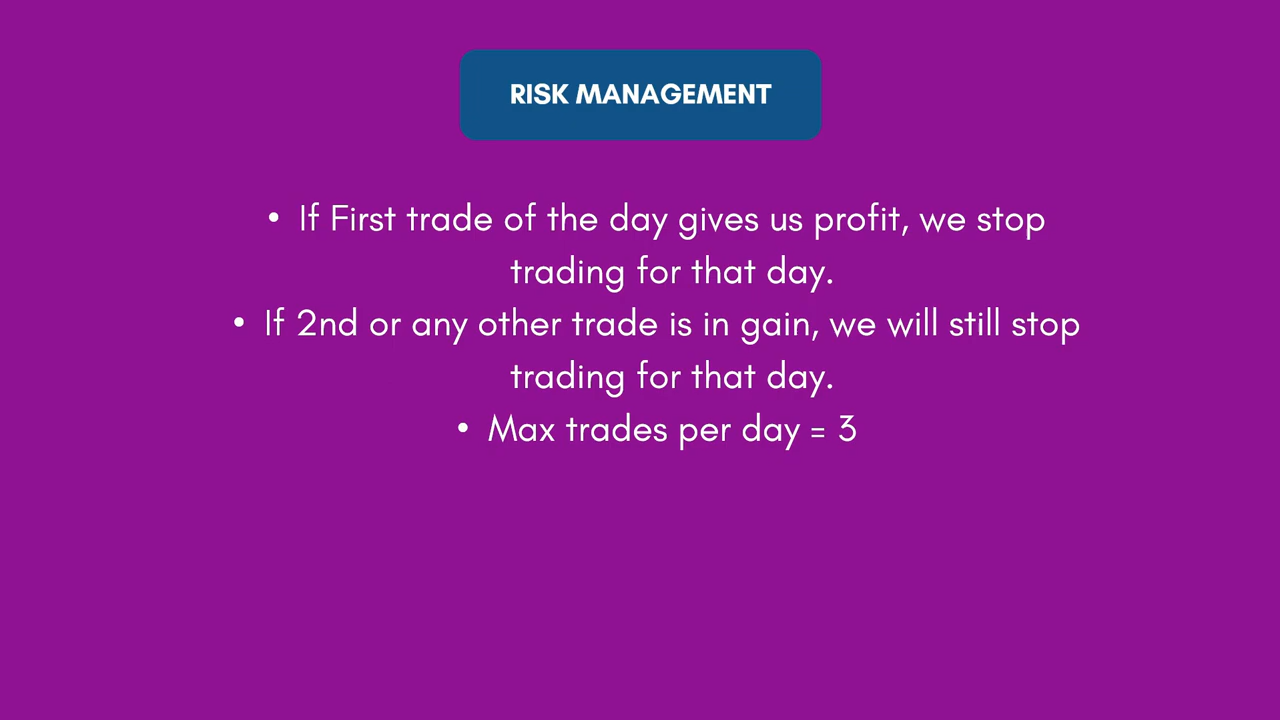 RISK MANAGEMENT
• If First trade of the day gives us profit, we stop
trading for that day.
• If 2nd or any other trade is in gain, we will still stop
trading for that day.
• Max trades per day = 3